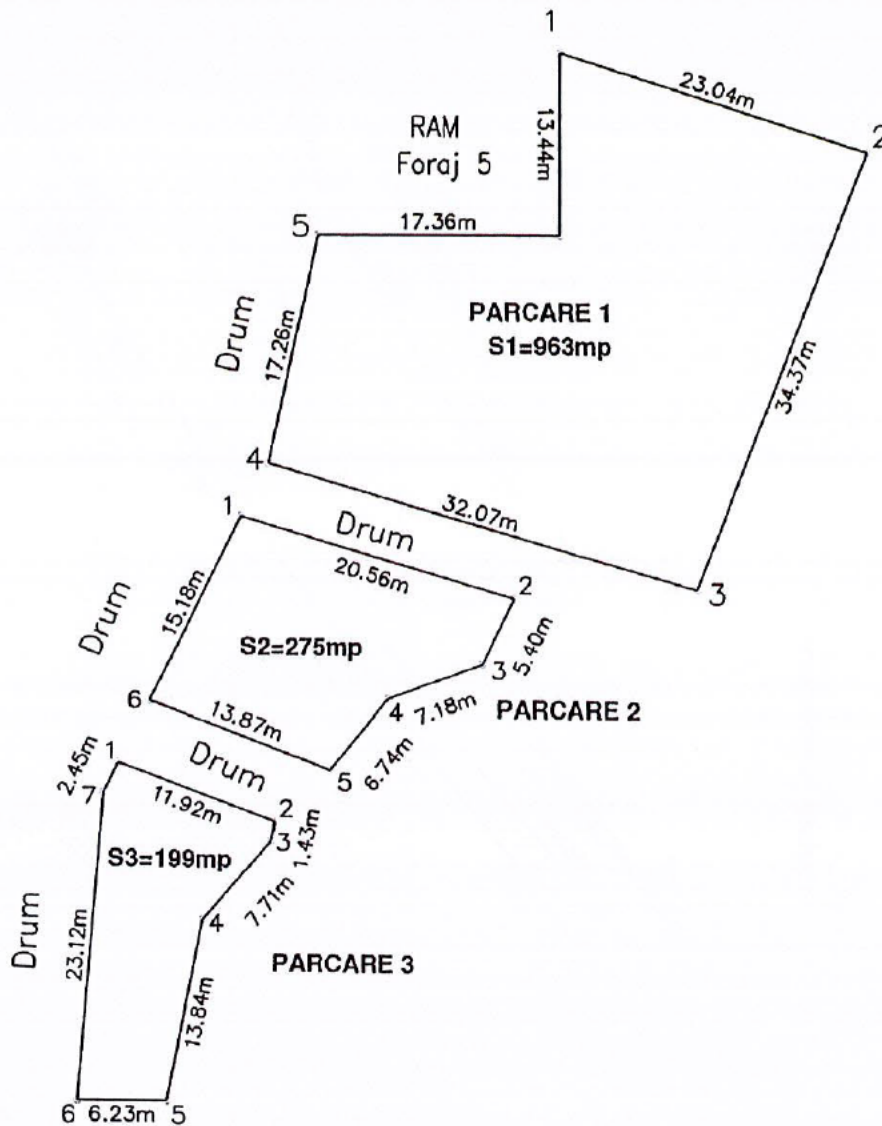 1
23.04m
2
13.44m
RAM
Foraj 5
5
17.36m
PARCARE 1
S1=963mp
Drum
17.26m
34.37m
4
32.07m
3
1
Drum
20.56m
2
Drum
15.18m
S2=275mp
3
5.40m
6
13.87m
4
7.18m
PARCARE 2
5
6.74m
Drum
1
2.45m
7
11.92m
2
3
1.43m
S3=199mp
7.71m
4
Drum
23.12m
PARCARE 3
13.84m
6
6.23m
5